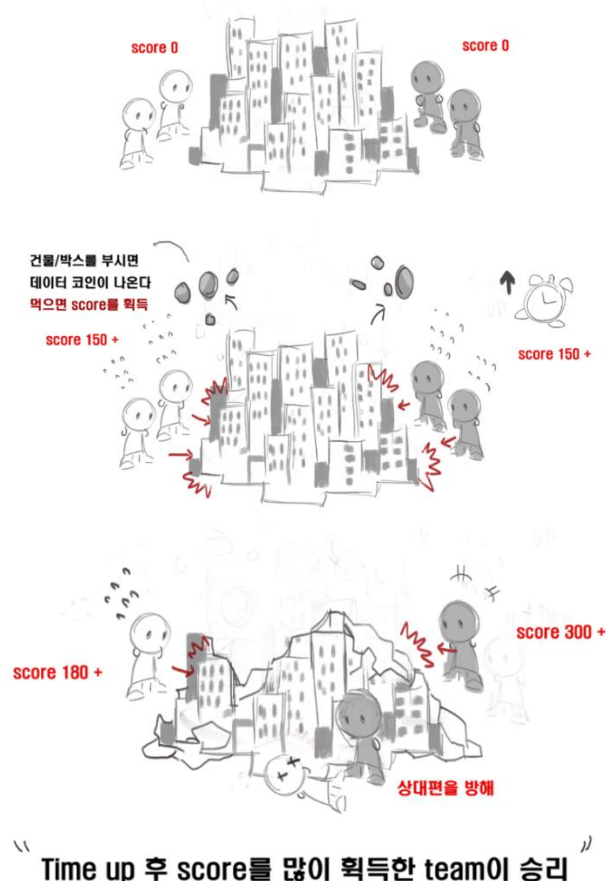 score 0
score 0
건물/박스를 부시면
데이터 코인이 나온다
먹으면 score를 획득
score 150 +
score 150 +
score 180 +
score 300 +
상대편을 방해
Time up 후 score를 많이 획득한 team이 승리